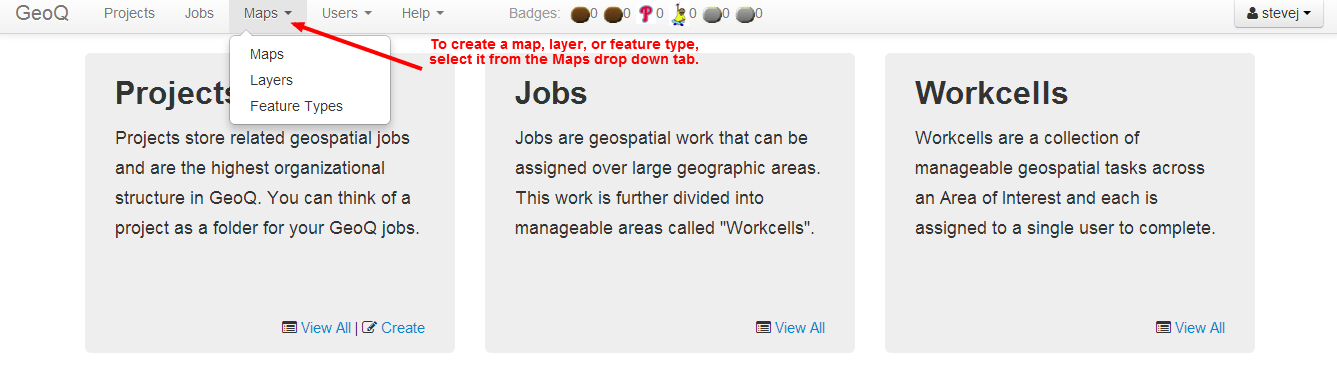 GeoQ Projects Jobs Maps Users Help Badges: 0 0 0 0 0 0 stevej
Maps
Layers
Feature Types
To create a map, layer, or feature type,
select it from the Maps drop down tab.
Projects
Projects store related geospatial jobs
and are the highest organizational
structure in GeoQ. You can think of a
project as a folder for your GeoQ jobs.
View All | Create
Jobs
Jobs are geospatial work that can be
assigned over large geographic areas.
This work is further divided into
manageable areas called "Workcells".
View All
Workcells
Workcells are a collection of
manageable geospatial tasks across
an Area of Interest and each is
assigned to a single user to complete.
View All